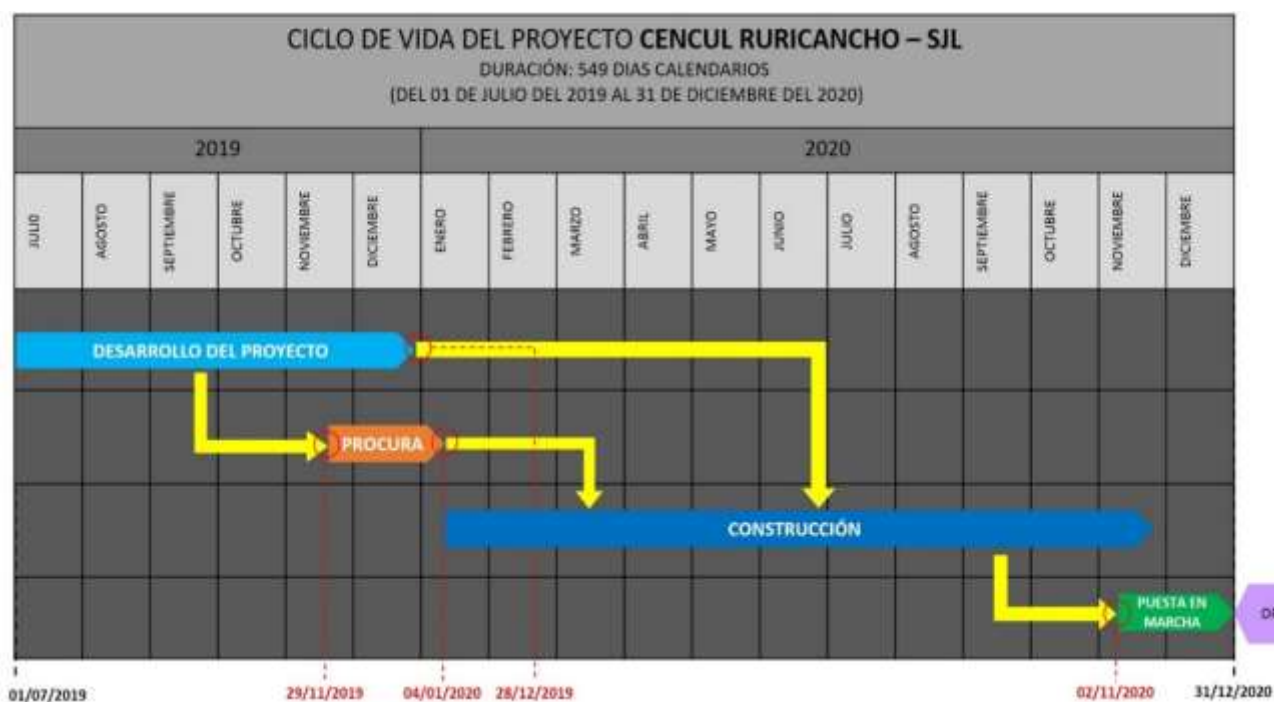 CICLO DE VIDA DEL PROYECTO CENCUL RURICANCHO – SJL
DURACIÓN: 549 DIAS CALENDARIOS
(DEL 01 DE JULIO DEL 2019 AL 31 DE DICIEMBRE DEL 2020)
2019
2020
JULIO
AGOSTO
SEPTIEMBRE
OCTUBRE
NOVIEMBRE
DICIEMBRE
ENERO
FEBRERO
MARZO
ABRIL
MAYO
JUNIO
JULIO
AGOSTO
SEPTIEMBRE
OCTUBRE
NOVIEMBRE
DICIEMBRE
DESARROLLO DEL PROYECTO
PROCURA
CONSTRUCCIÓN
PUESTA EN
MARCHA
01/07/2019
29/11/2019
04/01/2020
28/12/2019
02/11/2020
31/12/2020